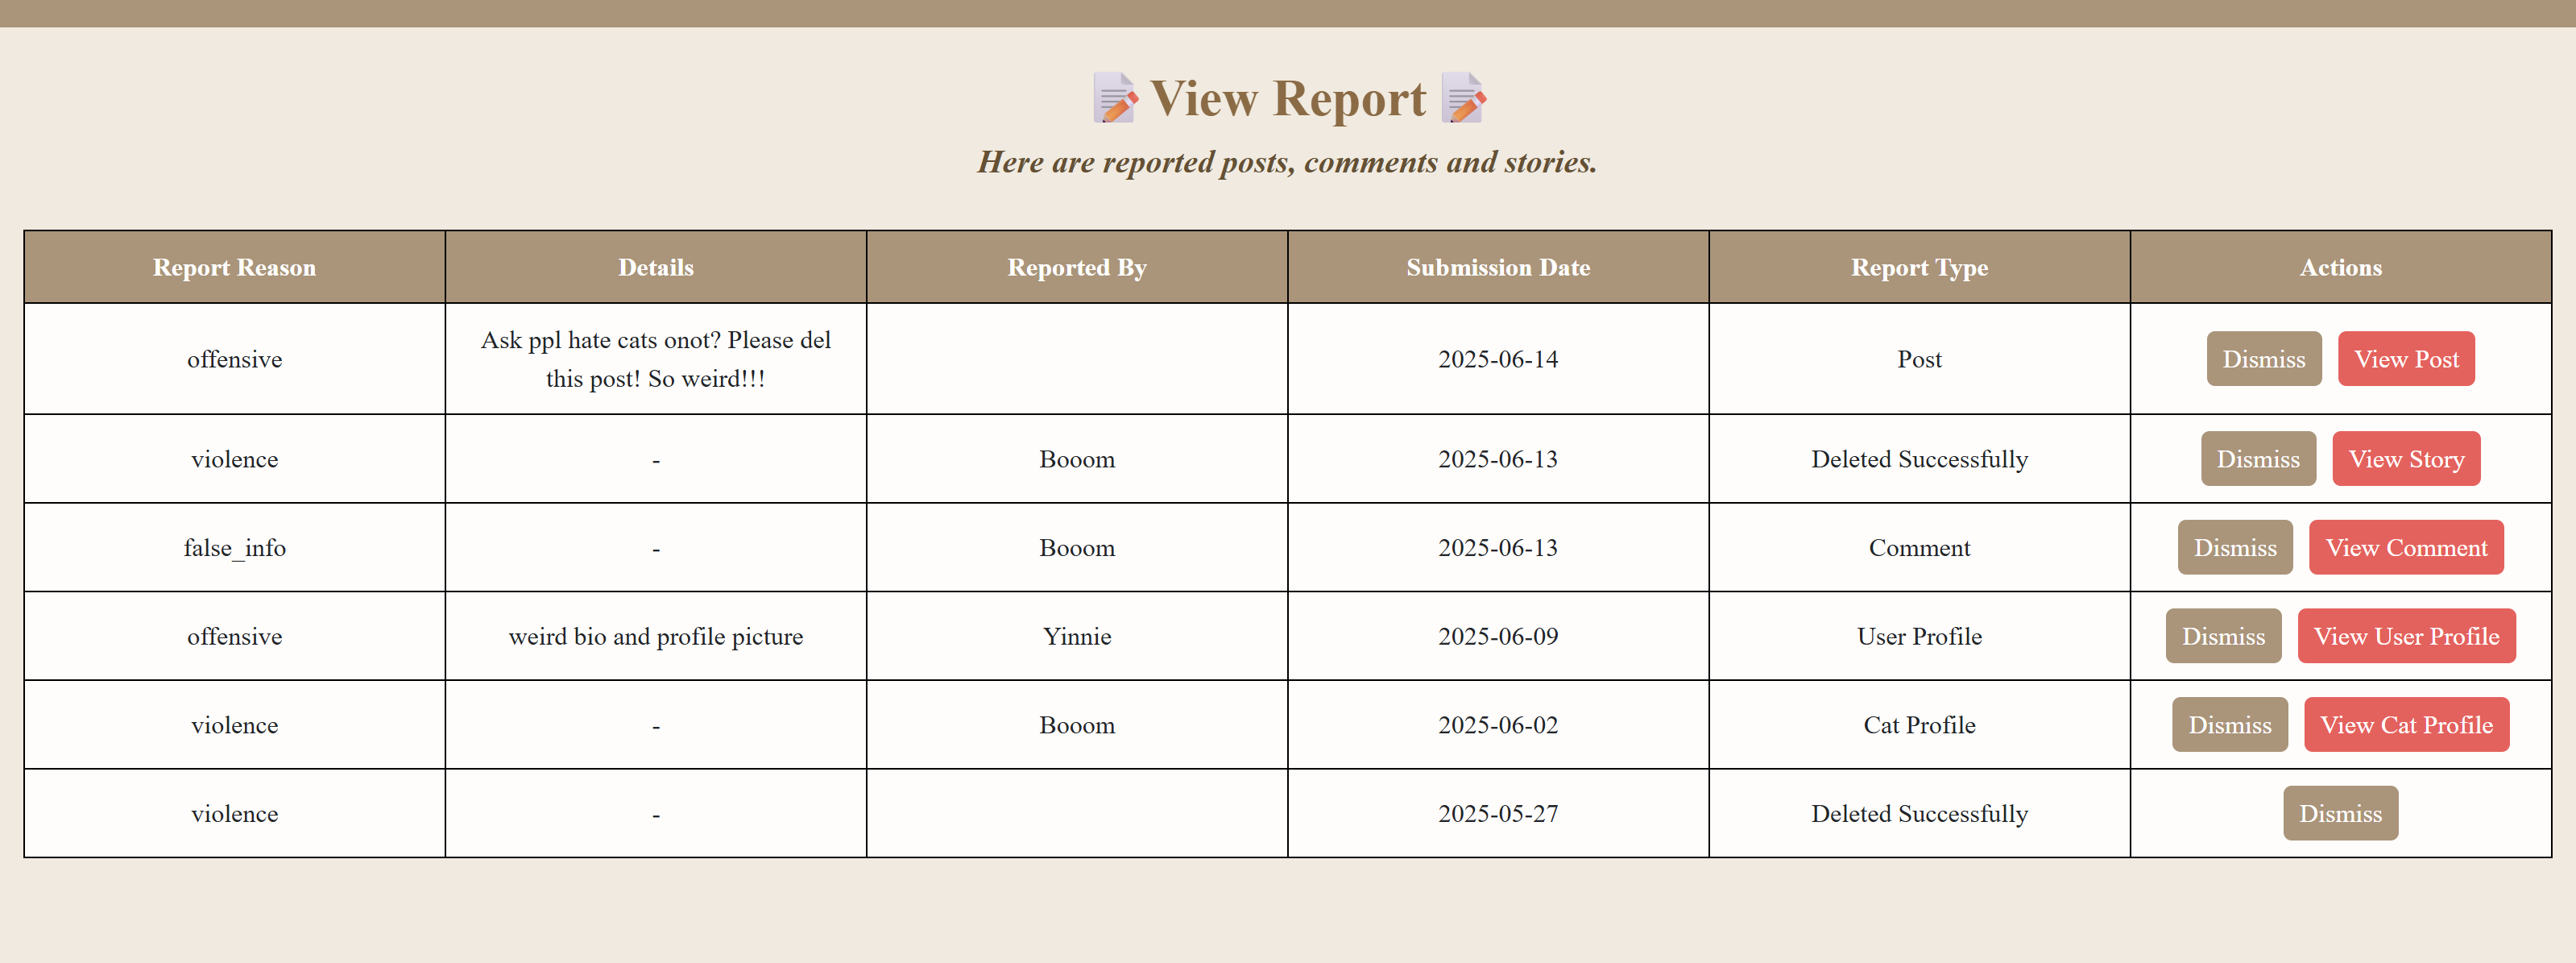 View Report
Here are reported posts, comments and stories.
Report Reason Details Reported By Submission Date Report Type Actions
offensive Ask ppl hate cats onot? Please del
this post! So weird!!! 2025-06-14 Post Dismiss View Post
violence - Booom 2025-06-13 Deleted Successfully Dismiss View Story
false_info - Booom 2025-06-13 Comment Dismiss View Comment
offensive weird bio and profile picture Yinnie 2025-06-09 User Profile Dismiss View User Profile
violence - Booom 2025-06-02 Cat Profile Dismiss View Cat Profile
violence - 2025-05-27 Deleted Successfully Dismiss